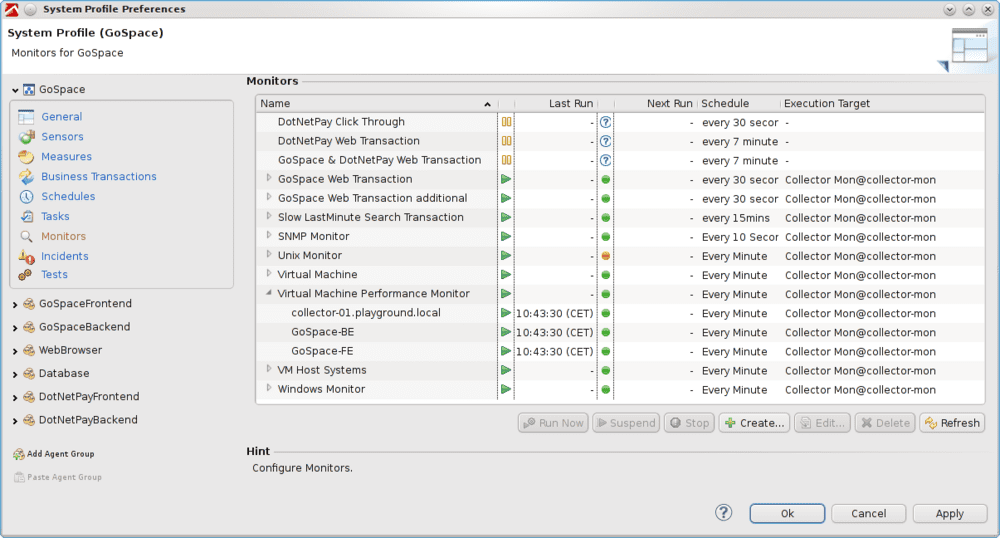 System Profile Preferences
System Profile (GoSpace)
Monitors for GoSpace
GoSpace
General
Sensors
Measures
Business Transactions
Schedules
Tasks
Monitors
Incidents
Tests
GoSpaceFrontend
GoSpaceBackend
WebBrowser
Database
DotNetPayFrontend
DotNetPayBackend
Add Agent Group
Paste Agent Group
Monitors
Name Last Run Next Run Schedule Execution Target
DotNetPay Click Through - - every 30 secor -
DotNetPay Web Transaction - - every 7 minute -
GoSpace & DotNetPay Web Transaction - - every 7 minute -
GoSpace Web Transaction - - every 30 secor Collector Mon@collector-mon
GoSpace Web Transaction additional - - every 30 secor Collector Mon@collector-mon
Slow LastMinute Search Transaction - - every 15mins Collector Mon@collector-mon
SNMP Monitor - - Every 10 Secor Collector Mon@collector-mon
Unix Monitor - - Every Minute Collector Mon@collector-mon
Virtual Machine - - Every Minute Collector Mon@collector-mon
Virtual Machine Performance Monitor - - Every Minute Collector Mon@collector-mon
collector-01.playground.local 10:43:30 (CET) - Every Minute Collector Mon@collector-mon
GoSpace-BE 10:43:30 (CET) - Every Minute Collector Mon@collector-mon
GoSpace-FE 10:43:30 (CET) - Every Minute Collector Mon@collector-mon
VM Host Systems - - Every Minute Collector Mon@collector-mon
Windows Monitor - - Every Minute Collector Mon@collector-mon
Run Now Suspend Stop Create... Edit... Delete Refresh
Hint
Configure Monitors.
? Ok Cancel Apply